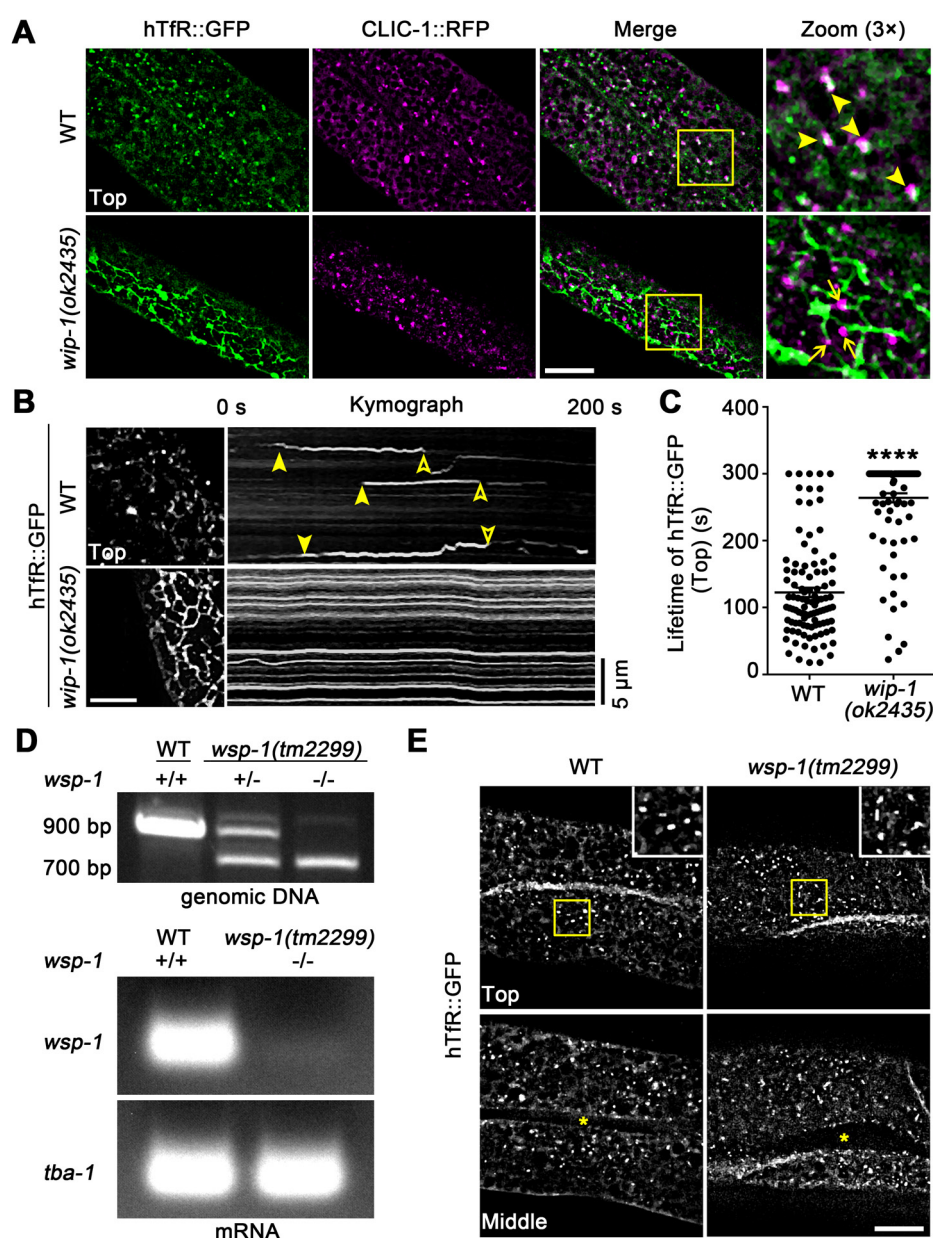 A
hTfR::GFP CLIC-1::RFP Merge Zoom (3×)
WT
Top
wip-1(ok2435)
B
0 s Kymograph 200 s
hTfR::GFP
WT
Top
wip-1(ok2435)
5 μm
C
Lifetime of hTfR::GFP
(Top) (s)
400
300
200
100
0
****
WT wip-1
(ok2435)
D
WT wsp-1(tm2299)
wsp-1 +/+ +/- -/-
900 bp
700 bp
genomic DNA
WT wsp-1(tm2299)
wsp-1 +/+ -/-
wsp-1
tba-1
mRNA
E
WT wsp-1(tm2299)
hTfR::GFP
Top
*
*
Middle